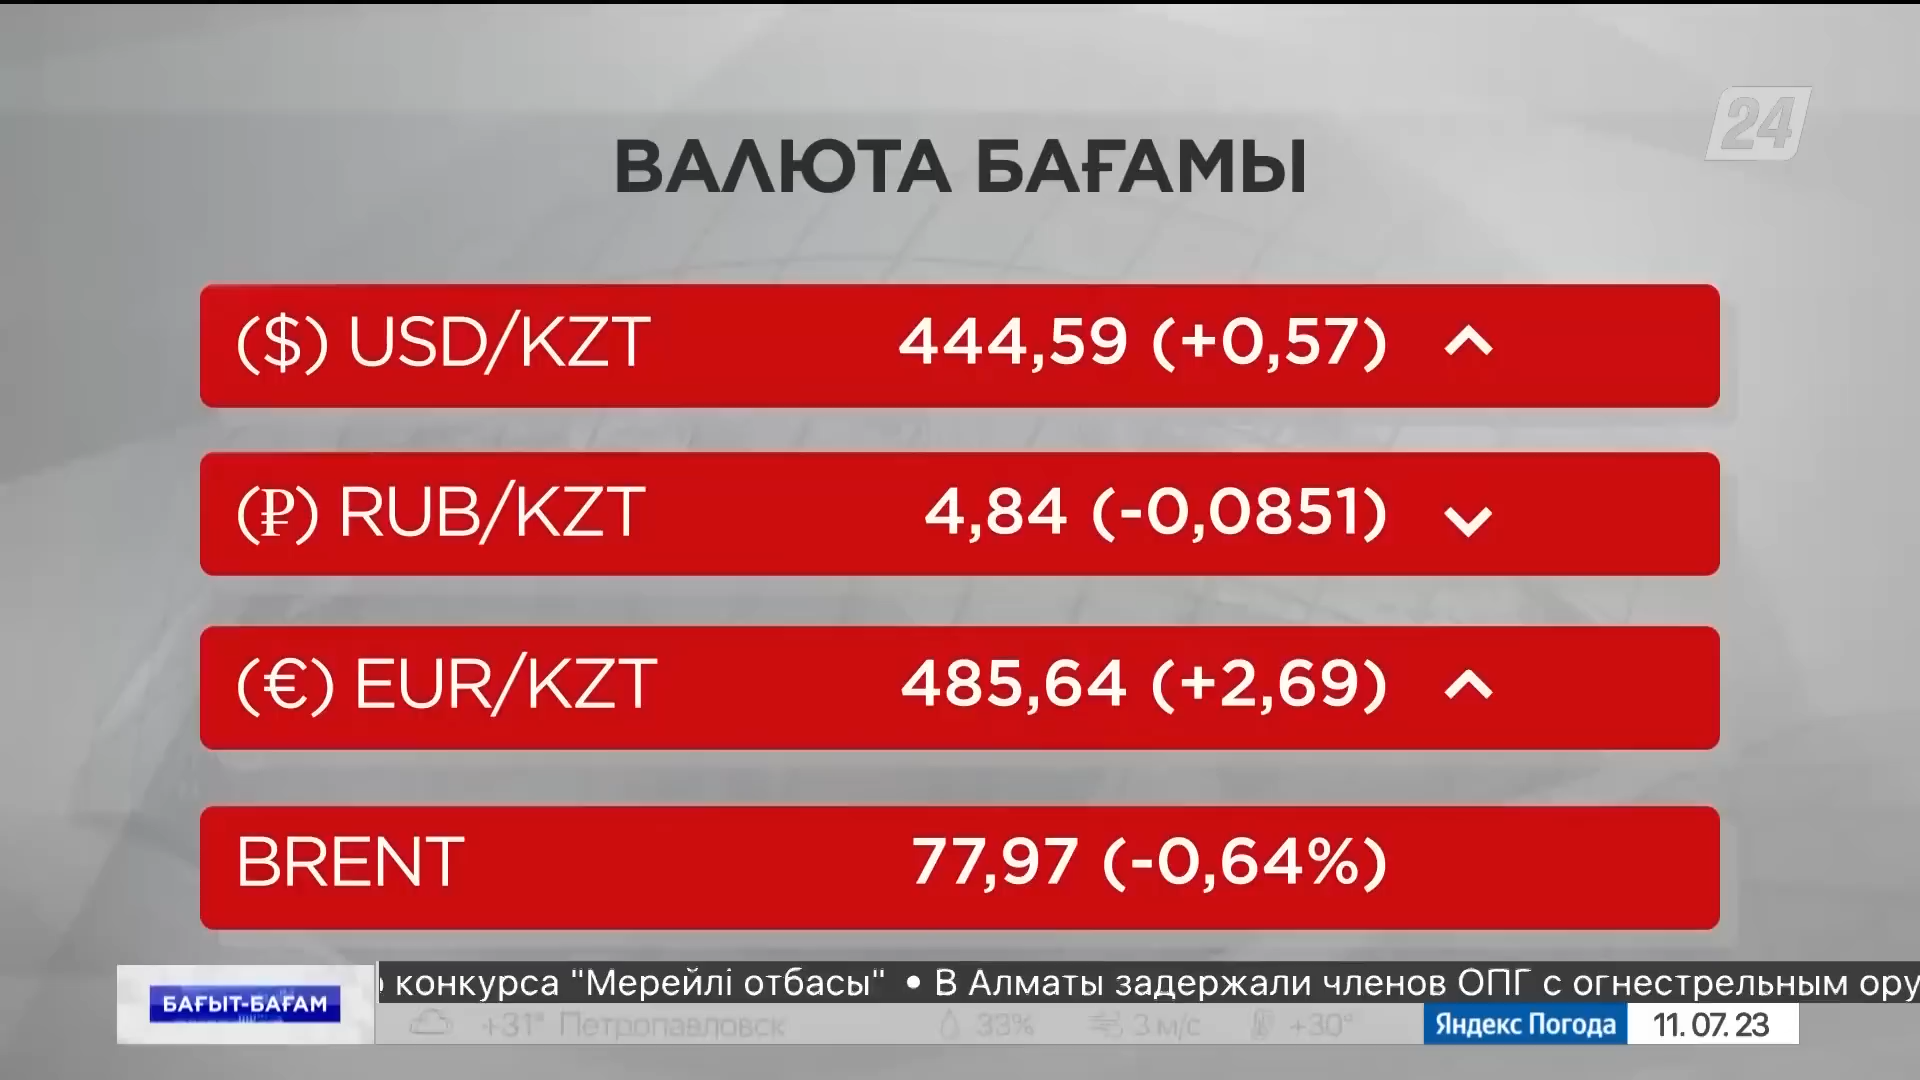 24
ВАЛЮТА БАҒАМЫ
($) USD/KZT 444,59 (+0,57)
(₽) RUB/KZT 4,84 (-0,0851)
(€) EUR/KZT 485,64 (+2,69)
BRENT 77,97 (-0,64%)
конкурса "Мерейлі отбасы" • В Алматы задержали членов ОПГ с огнестрельным ору
БАҒЫТ-БАҒАМ
+31° Петропавловск 33% 3 м/с +30° Яндекс Погода 11. 07. 23